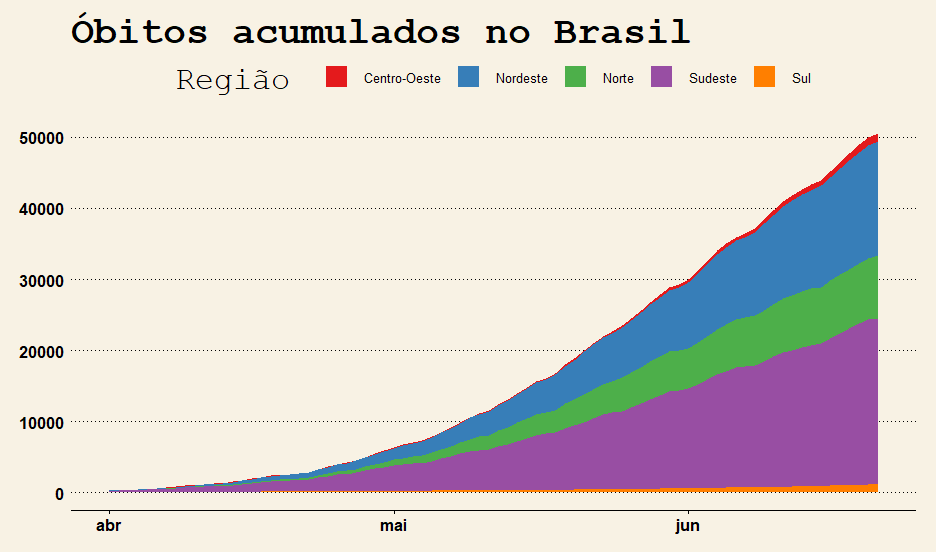 Óbitos acumulados no Brasil
Região Centro-Oeste Nordeste Norte Sudeste Sul
50000
40000
30000
20000
10000
0
abr mai jun